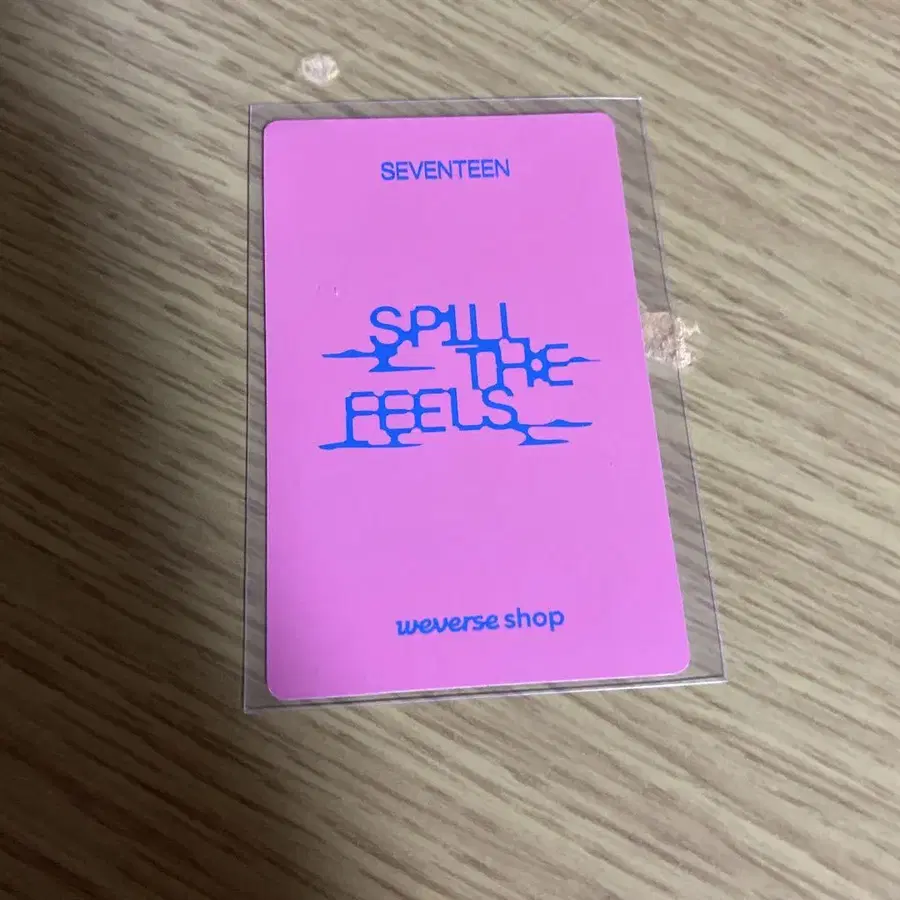 SEVENTEEN
SPILL
THE
FEELS
weverse shop